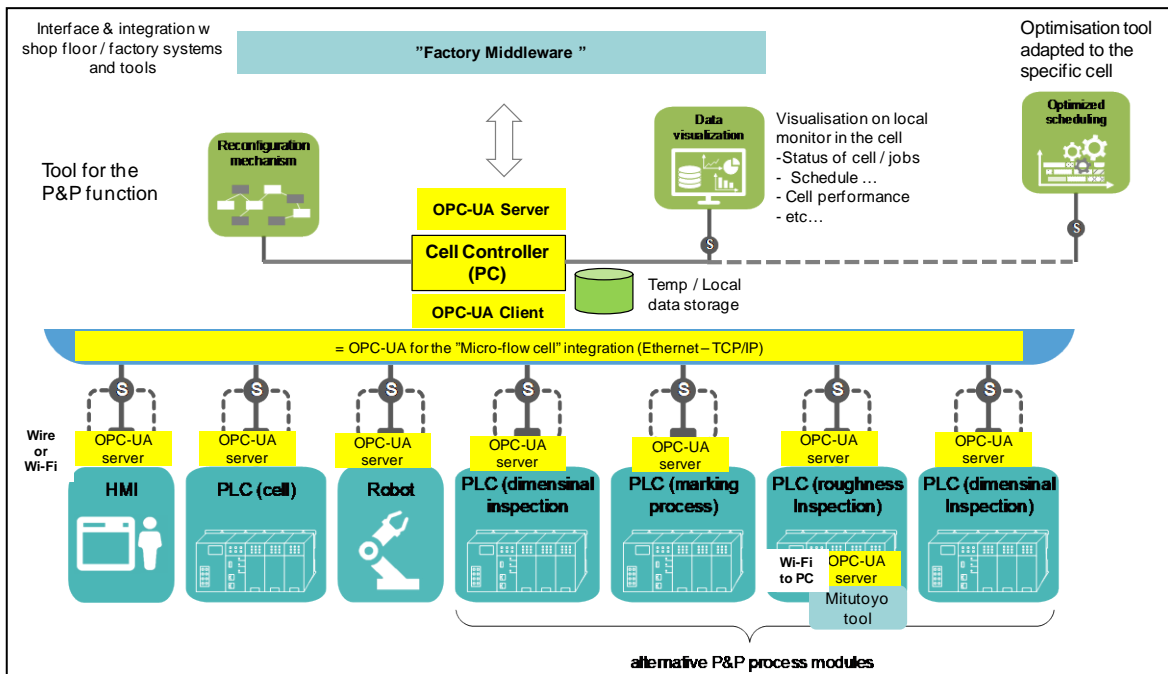 Interface & integration w
shop floor / factory systems
and tools
”Factory Middleware ”
Optimisation tool
adapted to the
specific cell
Reconfiguration
mechanism
Data
visualization
Visualisation on local
monitor in the cell
-Status of cell / jobs
- Schedule …
- Cell performance
- etc…
Optimized
scheduling
Tool for the
P&P function
OPC-UA Server
Cell Controller
(PC)
OPC-UA Client
S
S
Temp / Local
data storage
= OPC-UA for the ”Micro-flow cell” integration (Ethernet – TCP/IP)
S
S
S
S
S
S
S
Wire
or
Wi-Fi
OPC-UA
server
OPC-UA
server
OPC-UA
server
OPC-UA
server
OPC-UA
server
OPC-UA
server
OPC-UA
server
HMI
PLC (cell)
Robot
PLC (dimensinal
inspection
PLC (marking
process)
PLC (roughness
Inspection)
PLC (dimensinal
Inspection)
Wi-Fi
to PC
OPC-UA
server
Mitutoyo
tool
alternative P&P process modules